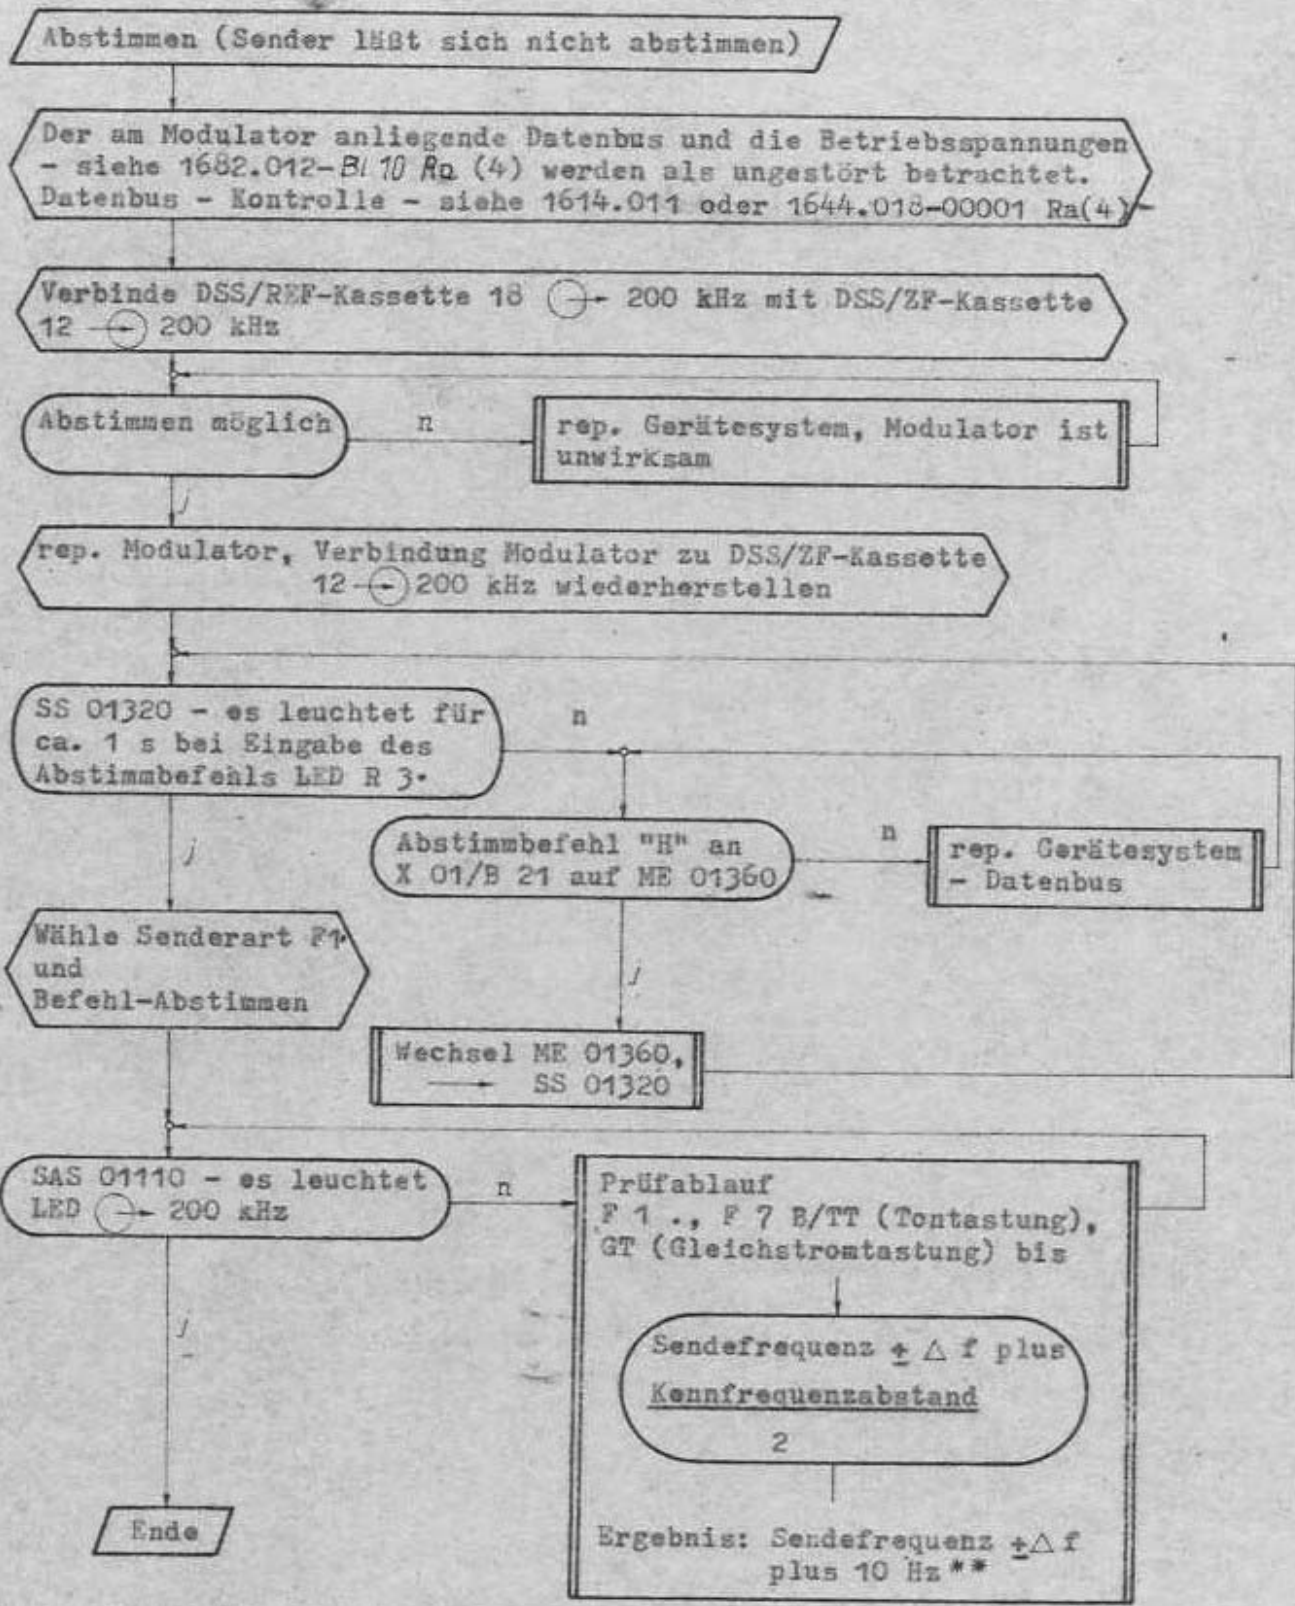 Abstimmen (Sender läßt sich nicht abstimmen)
Der am Modulator anliegende Datenbus und die Betriebsspannungen
- siehe 1682.012-Bl 10 Ra (4) werden als ungestört betrachtet.
Datenbus - Kontrolle - siehe 1614.011 oder 1644.018-00001 Ra(4)-
Verbinde DSS/REF-Kassette 18 → 200 kHz mit DSS/ZF-Kassette
12 → 200 kHz
Abstimmen möglich
n
rep. Gerätesystem, Modulator ist
unwirksam
j
rep. Modulator, Verbindung Modulator zu DSS/ZF-Kassette
12 → 200 kHz wiederherstellen
SS 01320 - es leuchtet für
ca. 1 s bei Eingabe des
Abstimmbefehls LED R 3.
n
j
Abstimmbefehl "H" an
X 01/B 21 auf ME 01360
n
rep. Gerätesystem
- Datenbus
Wähle Senderart F1.
und
Befehl-Abstimmen
j
Wechsel ME 01360,
→ SS 01320
SAS 01110 - es leuchtet
LED → 200 kHz
n
Prüfablauf
F 1 ., F 7 B/TT (Tontastung),
GT (Gleichstromtastung) bis
Sendefrequenz ± △ f plus
Kennfrequenzabstand
2
j
Ende
Ergebnis: Sendefrequenz ±△ f
plus 10 Hz **